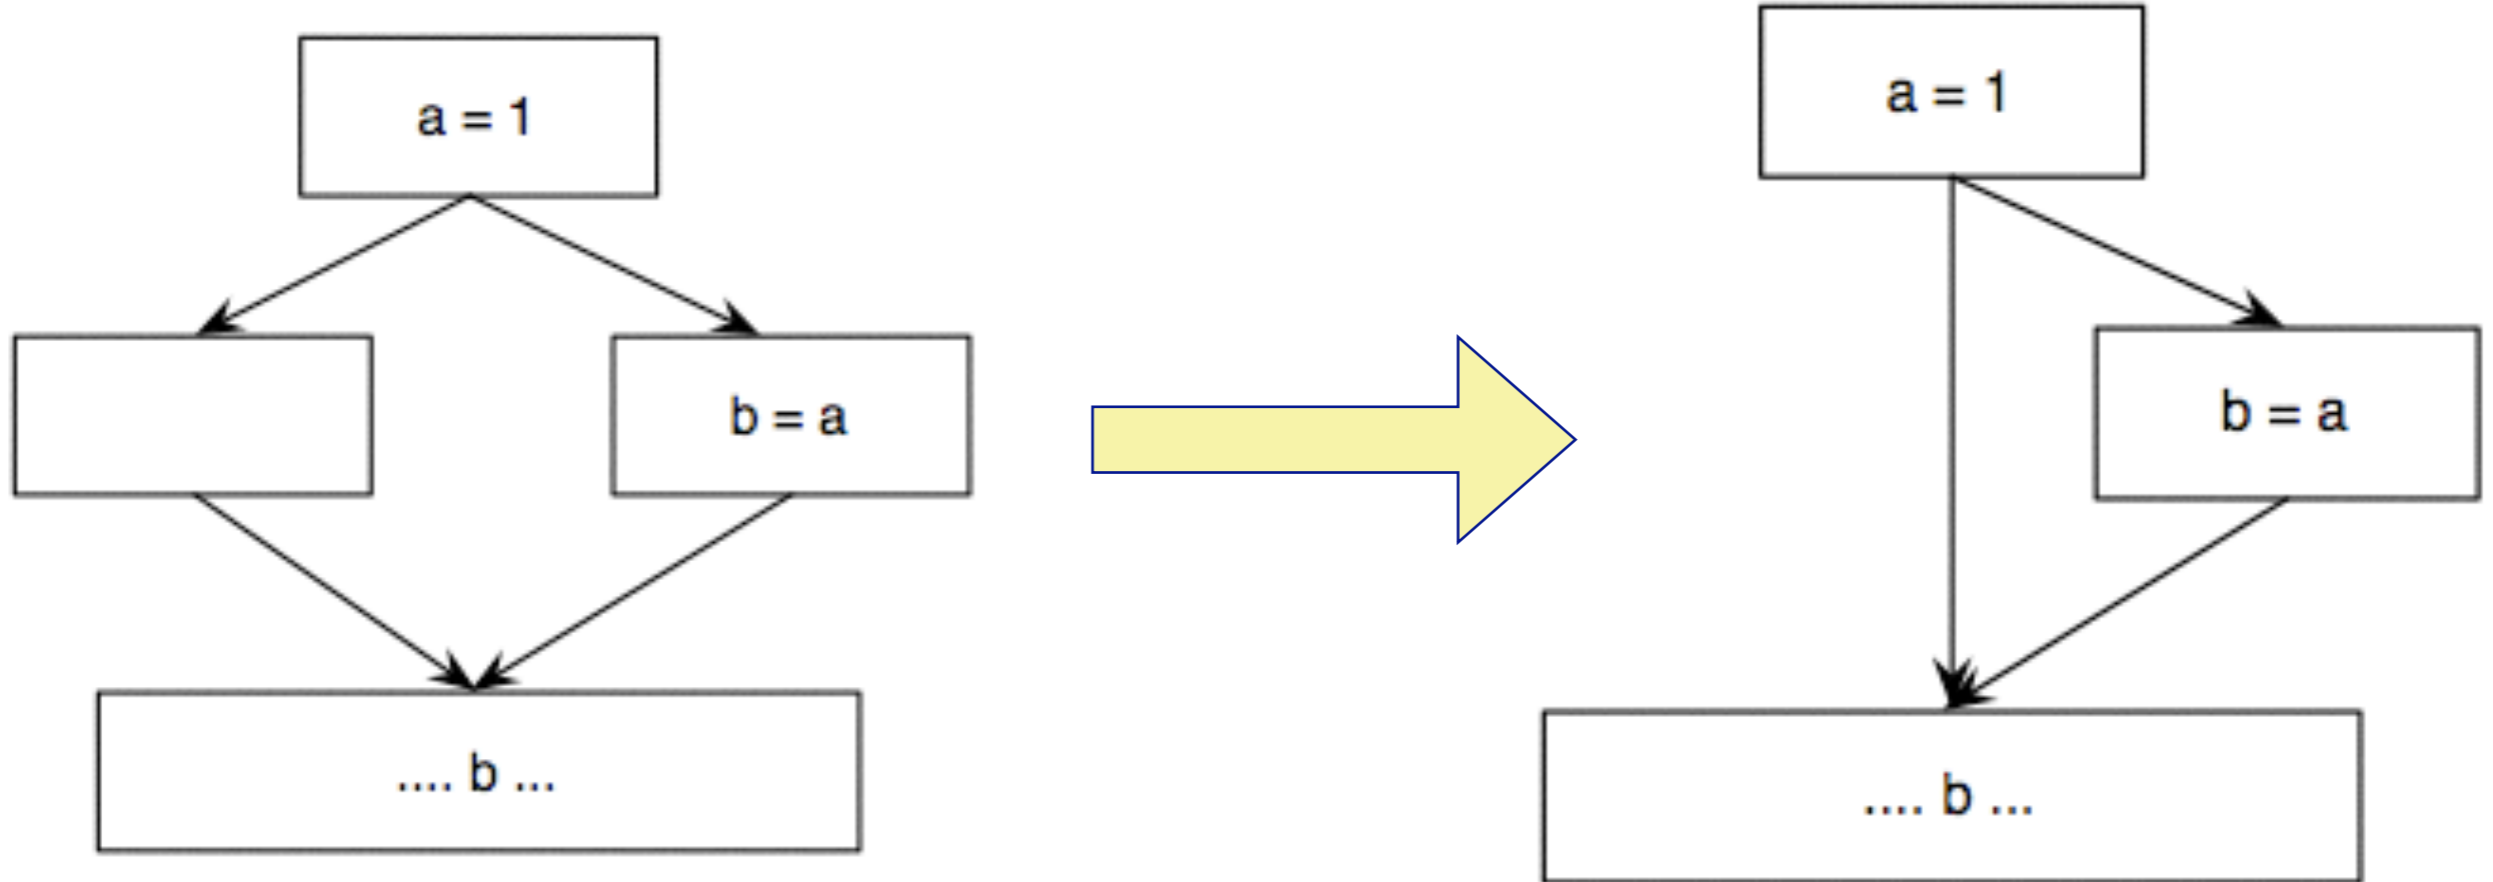 a = 1
b = a
.... b ...
a = 1
b = a
.... b ...